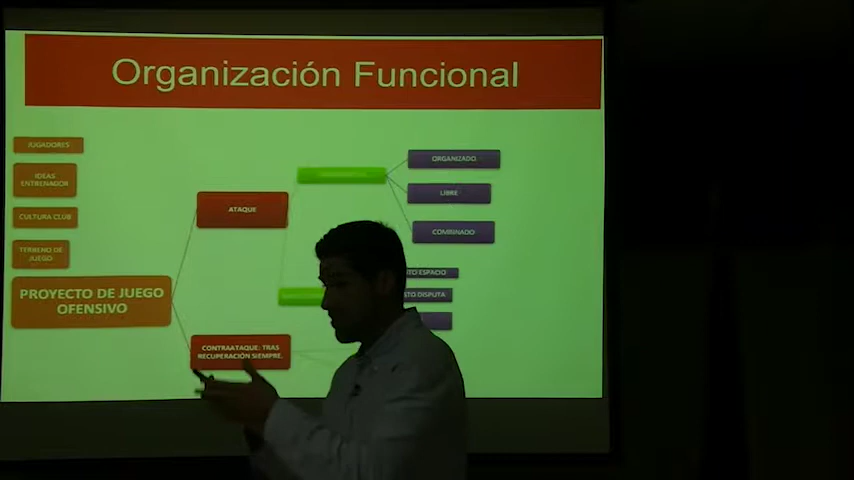 Organización Funcional
JUGADORES
IDEAS
ENTRENADOR
CULTURA CLUB
TERRENO DE
JUEGO
PROYECTO DE JUEGO
OFENSIVO
ATAQUE
CONTRAATAQUE: TRAS
RECUPERACIÓN SIEMPRE.
ORGANIZADO
LIBRE
COMBINADO
ESPACIO
DISPUTA